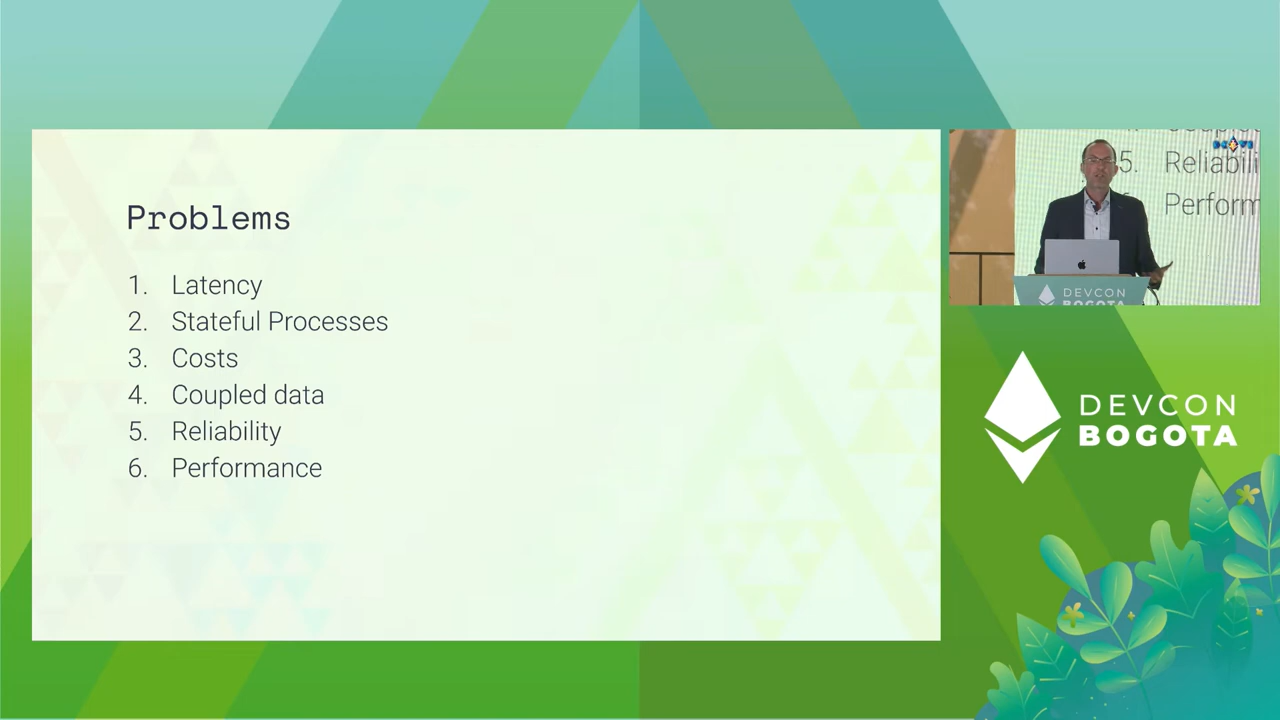 Problems
1. Latency
2. Stateful Processes
3. Costs
4. Coupled data
5. Reliability
6. Performance
5. Reliabili
Perform
DEVCON
BOGOTA
DEVCON
BOGOTA